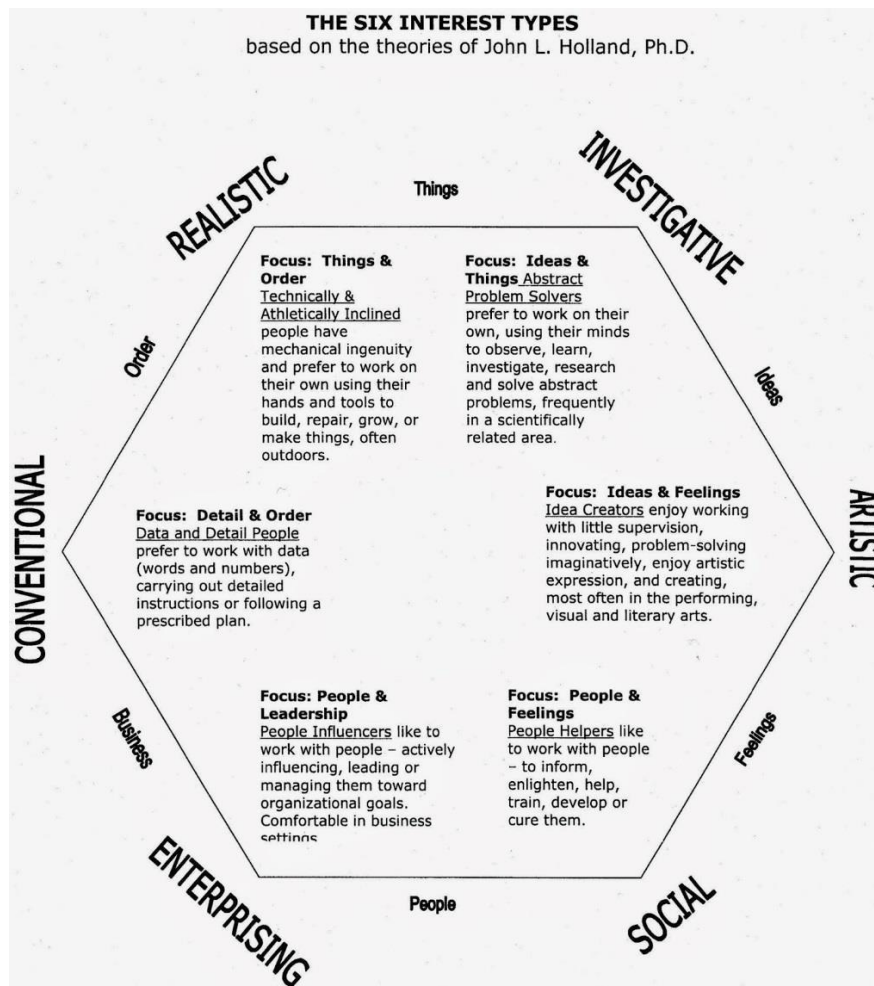 THE SIX INTEREST TYPES
based on the theories of John L. Holland, Ph.D.
REALISTIC
Things
INVESTIGATIVE
Focus: Things &
Order
Technically &
Athletically Inclined
people have
mechanical ingenuity
and prefer to work on
their own using their
hands and tools to
build, repair, grow, or
make things, often
outdoors.
Focus: Ideas &
Things Abstract
Problem Solvers
prefer to work on their
own, using their minds
to observe, learn,
investigate, research
and solve abstract
problems, frequently
in a scientifically
related area.
Order
Ideas
CONVENTIONAL
Focus: Detail & Order
Data and Detail People
prefer to work with data
(words and numbers),
carrying out detailed
instructions or following a
prescribed plan.
Focus: Ideas & Feelings
Idea Creators enjoy working
with little supervision,
innovating, problem-solving
imaginatively, enjoy artistic
expression, and creating,
most often in the performing,
visual and literary arts.
ARTISTIC
Business
Focus: People &
Leadership
People Influencers like to
work with people – actively
influencing, leading or
managing them toward
organizational goals.
Comfortable in business
settings
Focus: People &
Feelings
People Helpers like
to work with people
– to inform,
enlighten, help,
train, develop or
cure them.
Feelings
ENTERPRISING
People
SOCIAL